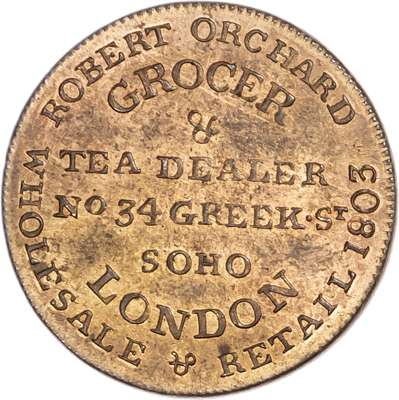 ROBERT ORCHARD
GROCER
&
TEA DEALER
No 34 GREEK·ST
SOHO
LONDON
WHOLESALE & RETAIL 1803